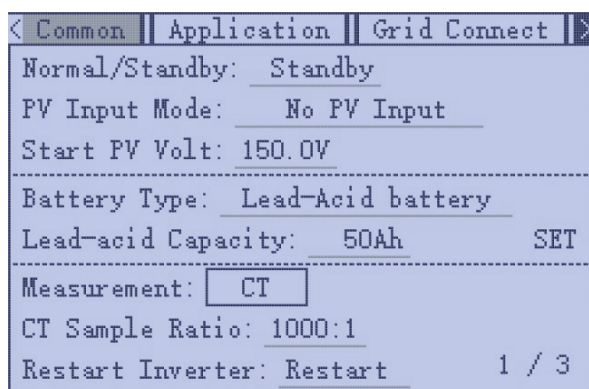 < Common Application Grid Connect >
Normal/Standby: Standby
PV Input Mode: No PV Input
Start PV Volt: 150.0V
Battery Type: Lead-Acid battery
Lead-acid Capacity: 50Ah SET
Measurement: CT
CT Sample Ratio: 1000:1
Restart Inverter: Restart 1 / 3